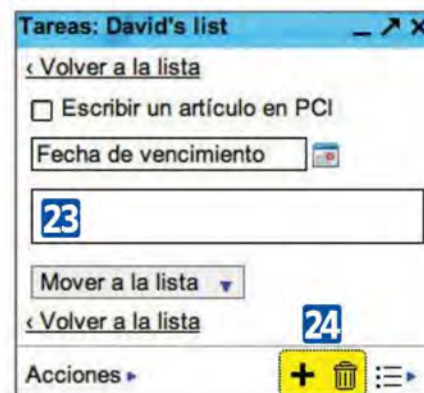 Tareas: David's list
‹ Volver a la lista
Escribir un artículo en PCI
Fecha de vencimiento
23
Mover a la lista
‹ Volver a la lista
24
Acciones